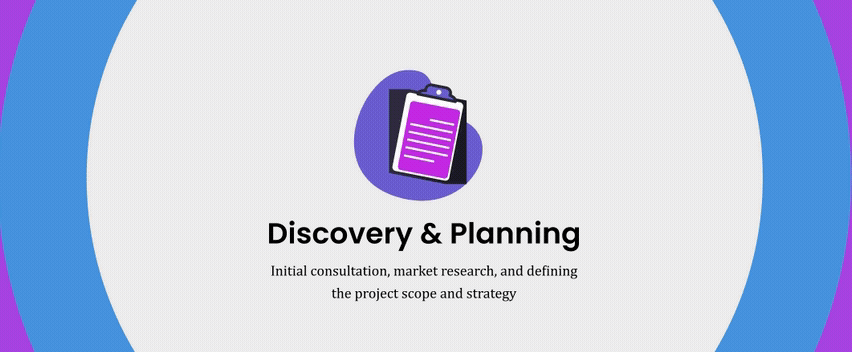 Discovery & Planning
Initial consultation, market research, and defining
the project scope and strategy